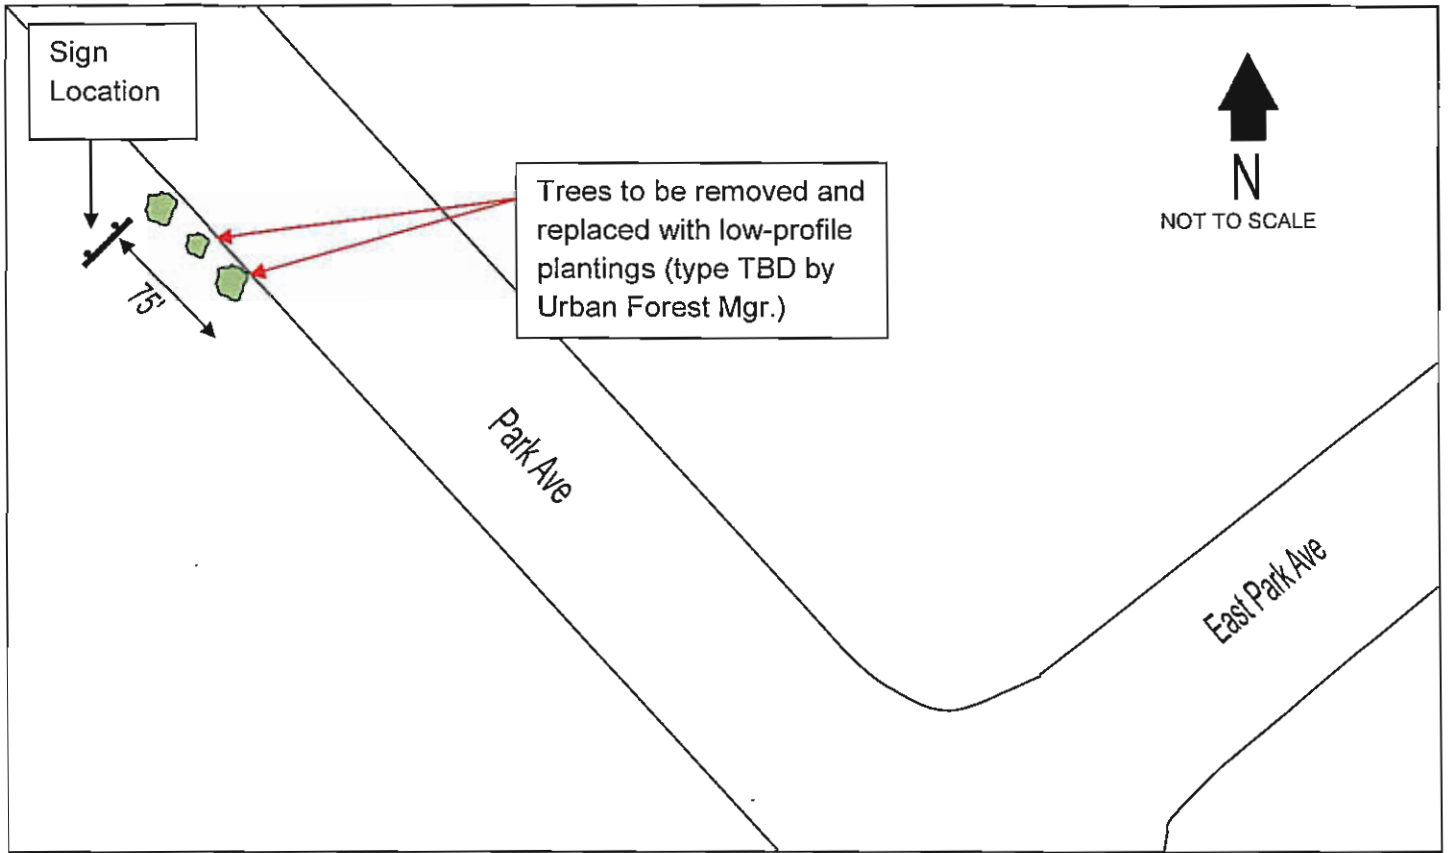 Sign
Location
N
NOT TO SCALE
Trees to be removed and
replaced with low-profile
plantings (type TBD by
Urban Forest Mgr.)
75'
Park Ave
East Park Ave